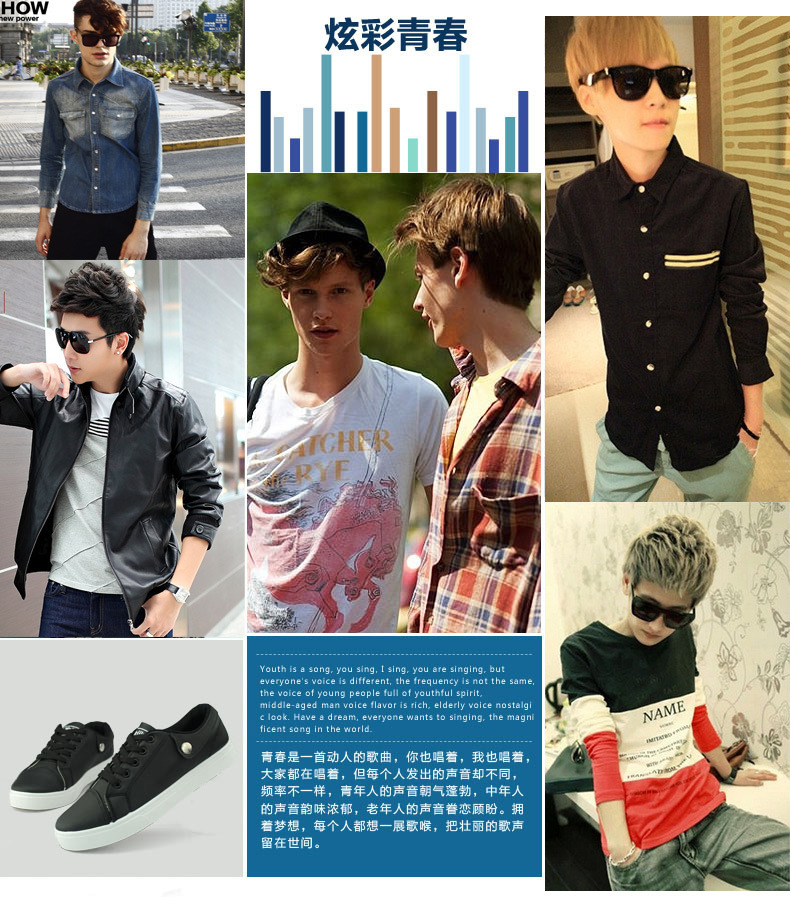 HOW
new power
炫彩青春
CATCHER
RYE
NAME
Youth is a song, you sing, I sing, you are singing, but
everyone's voice is different, the frequency is not the same,
the voice of young people full of youthful spirit,
middle-aged man voice flavor is rich, elderly voice nostalgi
c look. Have a dream, everyone wants to singing, the magni
ficent song in the world.
青春是一首动人的歌曲，你也唱着，我也唱着，
大家都在唱着，但每个人发出的声音却不同，
频率不一样，青年人的声音朝气蓬勃，中年人
的声音韵味浓郁，老年人的声音眷恋顾盼。拥
着梦想，每个人都想一展歌喉，把壮丽的歌声
留在世间。